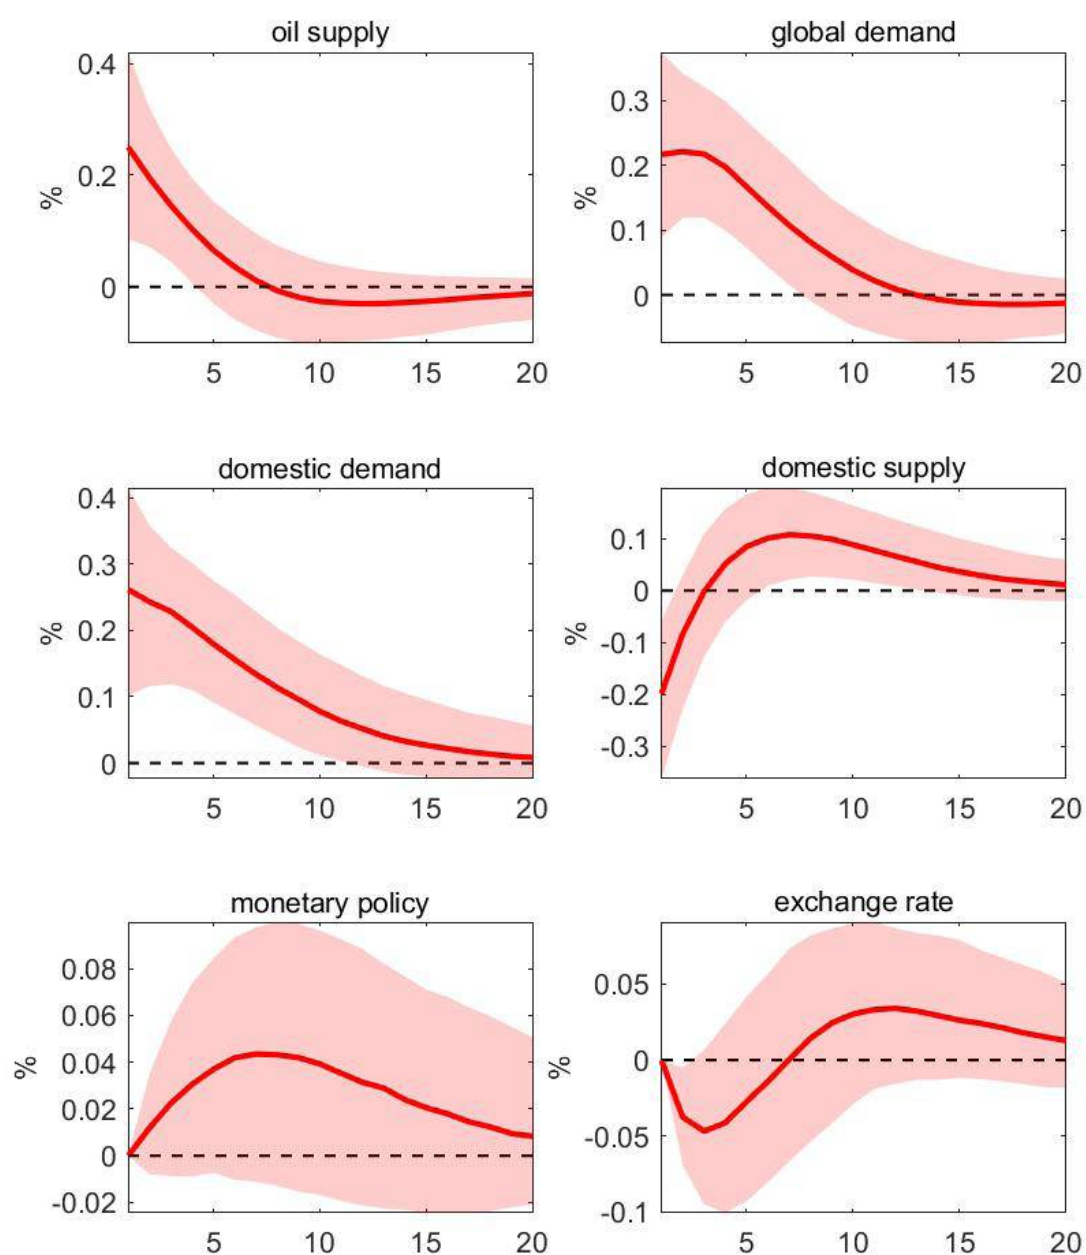 oil supply
%
0.4
0.2
0
5 10 15 20
global demand
%
0.3
0.2
0.1
0
5 10 15 20
domestic demand
%
0.4
0.3
0.2
0.1
0
5 10 15 20
domestic supply
%
0.1
0
-0.1
-0.2
-0.3
5 10 15 20
monetary policy
%
0.08
0.06
0.04
0.02
0
-0.02
5 10 15 20
exchange rate
%
0.05
0
-0.05
-0.1
5 10 15 20